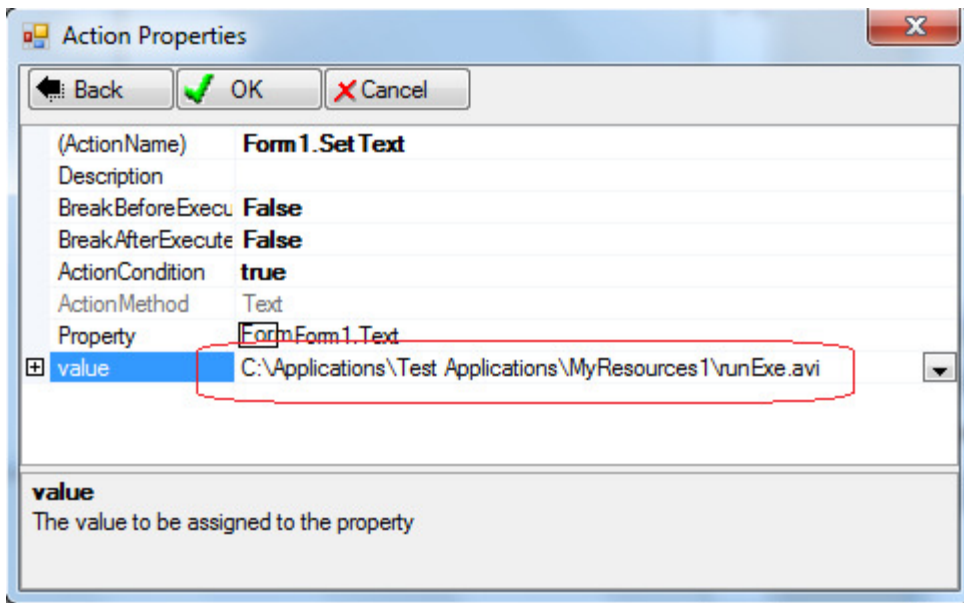 Action Properties
Back OK Cancel
(ActionName) Form1.SetText
Description
BreakBeforeExecu False
BreakAfterExecute False
ActionCondition true
ActionMethod Text
Property Form Form1.Text
value C:\Applications\Test Applications\MyResources1\runExe.avi
value
The value to be assigned to the property